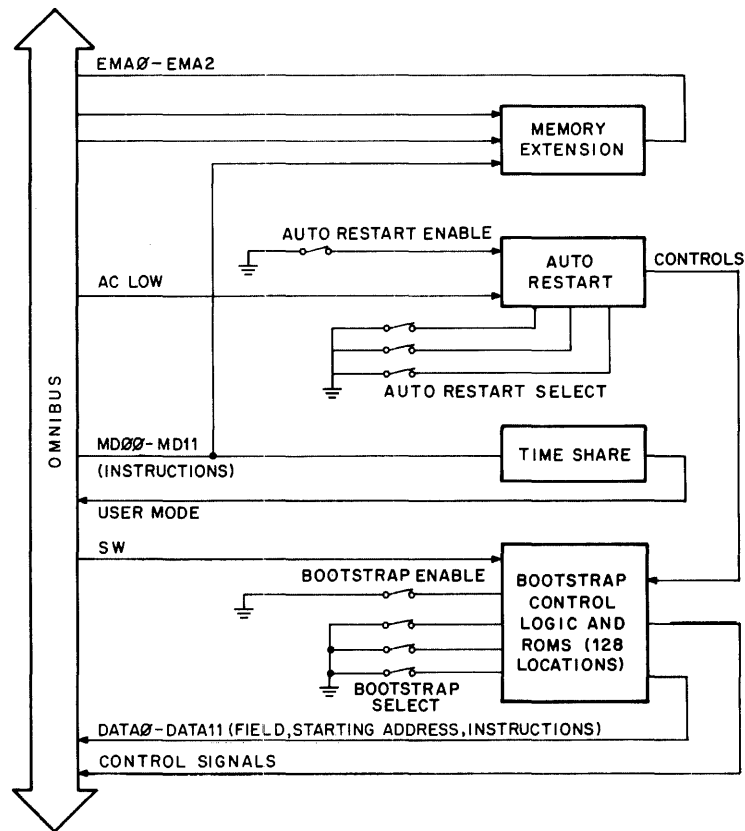 EMAØ-EMA2
MEMORY
EXTENSION
AUTO RESTART ENABLE
AUTO
RESTART
CONTROLS
AC LOW
AUTO RESTART SELECT
OMNIBUS
MDØØ-MD11
(INSTRUCTIONS)
TIME SHARE
USER MODE
SW
BOOTSTRAP ENABLE
BOOTSTRAP
CONTROL
LOGIC AND
ROMS (128
LOCATIONS)
BOOTSTRAP
SELECT
DATAØ-DATA11 (FIELD,STARTING ADDRESS,INSTRUCTIONS)
CONTROL SIGNALS